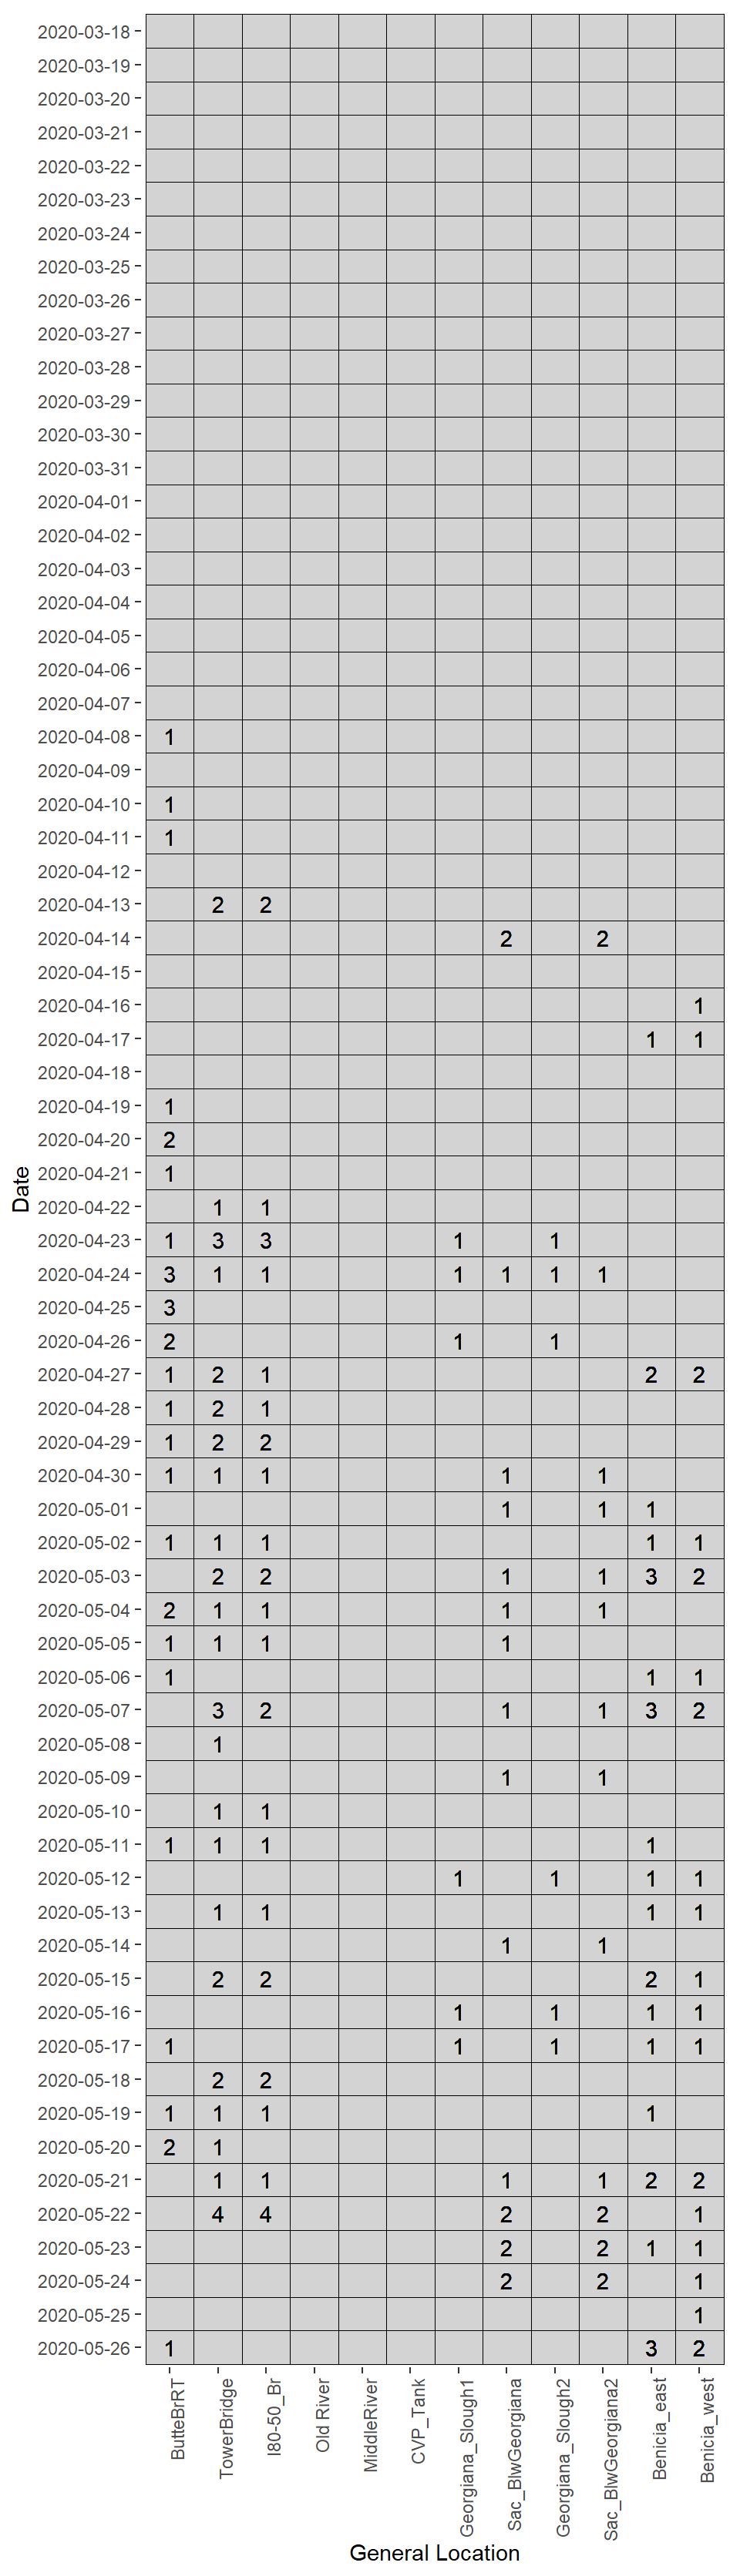 2020-03-18
2020-03-19
2020-03-20
2020-03-21
2020-03-22
2020-03-23
2020-03-24
2020-03-25
2020-03-26
2020-03-27
2020-03-28
2020-03-29
2020-03-30
2020-03-31
2020-04-01
2020-04-02
2020-04-03
2020-04-04
2020-04-05
2020-04-06
2020-04-07
2020-04-08 1
2020-04-09
2020-04-10 1
2020-04-11 1
2020-04-12
2020-04-13 2 2
2020-04-14 2 2
2020-04-15
2020-04-16 1
2020-04-17 1 1
2020-04-18
2020-04-19 1
2020-04-20 2
2020-04-21 1
Date
2020-04-22 1 1
2020-04-23 1 3 3 1 1
2020-04-24 3 1 1 1 1 1 1
2020-04-25 3
2020-04-26 2 1 1
2020-04-27 1 2 1 2 2
2020-04-28 1 2 1
2020-04-29 1 2 2
2020-04-30 1 1 1 1 1
2020-05-01 1 1 1
2020-05-02 1 1 1 1 1
2020-05-03 2 2 1 1 3 2
2020-05-04 2 1 1 1 1
2020-05-05 1 1 1 1
2020-05-06 1 1 1
2020-05-07 3 2 1 1 3 2
2020-05-08 1
2020-05-09 1 1
2020-05-10 1 1
2020-05-11 1 1 1 1
2020-05-12 1 1 1 1
2020-05-13 1 1 1 1
2020-05-14 1 1
2020-05-15 2 2 2 1
2020-05-16 1 1 1 1
2020-05-17 1 1 1 1 1
2020-05-18 2 2
2020-05-19 1 1 1 1
2020-05-20 2 1
2020-05-21 1 1 1 1 2 2
2020-05-22 4 4 2 2 1
2020-05-23 2 2 1 1
2020-05-24 2 2 1
2020-05-25 1
2020-05-26 1 3 2
ButteBrRT
TowerBridge
I80-50_Br
Old River
MiddleRiver
CVP_Tank
Georgiana_Slough1
Sac_BlwGeorgiana
Georgiana_Slough2
Sac_BlwGeorgiana2
Benicia_east
Benicia_west
General Location